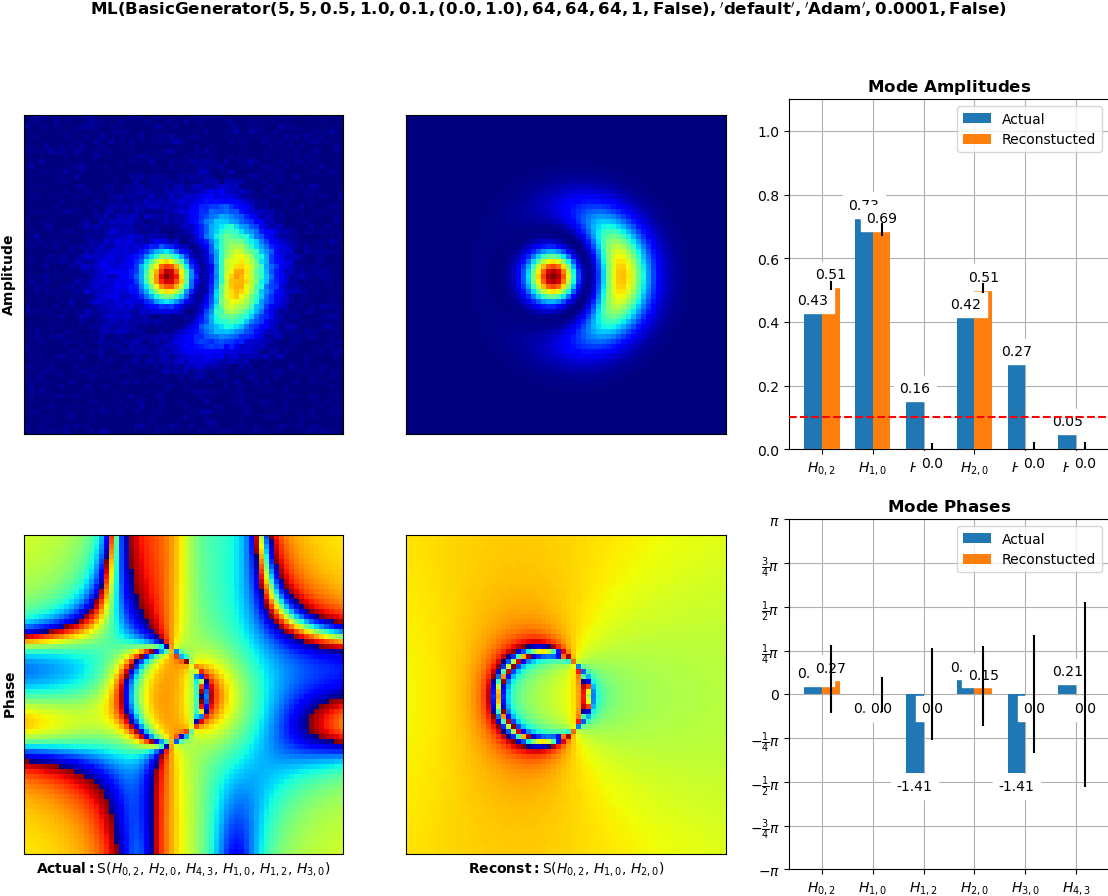 ML(BasicGenerator(5, 5, 0.5, 1.0, 0.1, (0.0, 1.0), 64, 64, 64, 1, False), 'default', 'Adam', 0.0001, False)
Amplitude
Mode Amplitudes
Actual
Reconstucted
1.0
0.8
0.6
0.4
0.2
0.0
0.43
0.51
0.73
0.69
0.16
0.0
0.42
0.51
0.27
0.0
0.05
0.0
H0,2
H1,0
H2,0
Phase
Actual: S(H0,2, H2,0, H4,3, H1,0, H1,2, H3,0)
Reconst: S(H0,2, H1,0, H2,0)
Mode Phases
Actual
Reconstucted
π
3/4π
1/2π
1/4π
0
−1/4π
−1/2π
−3/4π
−π
0.27
0.0
-1.41
0.0
0.15
-1.41
0.0
0.21
0.0
H0,2
H1,0
H1,2
H2,0
H3,0
H4,3